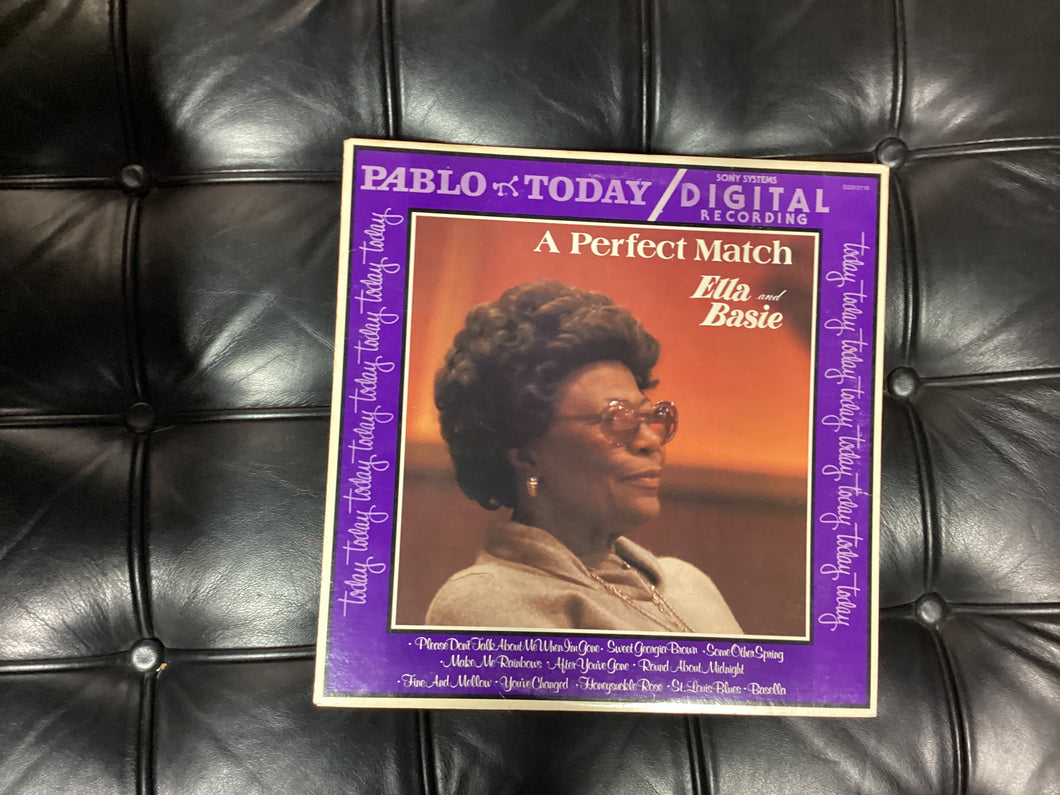 PABLO TODAY / SONY SYSTEMS
DIGITAL
RECORDING
A Perfect Match
Ella and
Basie
today today today today today today today
today today today today today today today
• Please Don't Talk About Me When I'm Gone • Sweet Georgia Brown • Some Other Spring
• Make Me Rainbows • After You've Gone • Round About Midnight
• Fine And Mellow • You've Changed • Honeysuckle Rose • St. Louis Blues • Basella